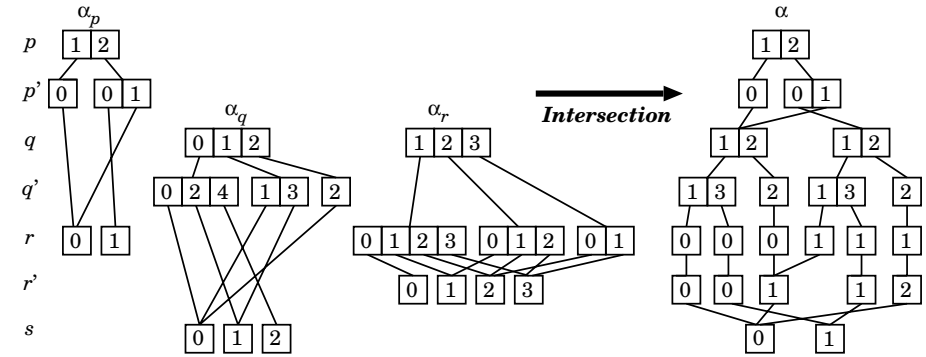 α_p α
p 1 2 1 2
p' 0 0 1 0 0 1
α_q α_r Intersection
q 0 1 2 1 2 3 1 2 1 2
q' 0 2 4 1 3 2 1 3 2 1 3 2
r 0 1 0 1 2 3 0 1 2 0 1 0 0 0 1 1 1
r' 0 1 2 3 0 0 1 1 2
s 0 1 2 0 1